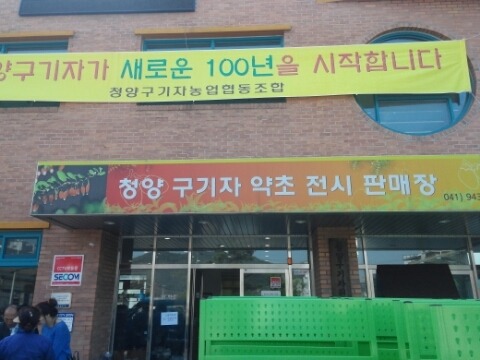 양구기자가 새로운 100년을 시작합니다
청양구기자농업협동조합
청양 구기자 약초 전시 판매장
041) 943
SECOM